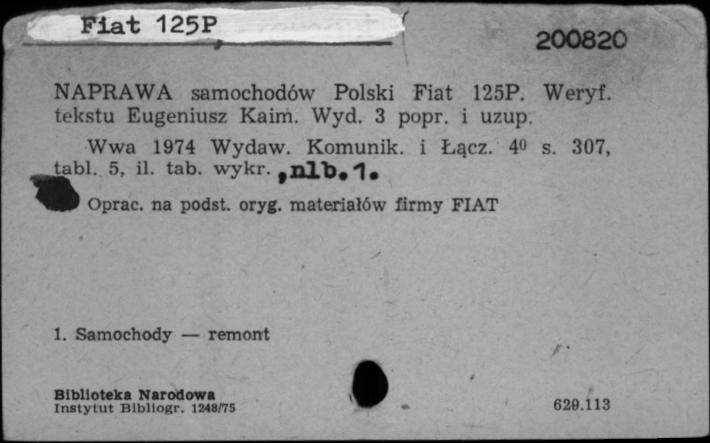 Fiat 125P
200820
NAPRAWA samochodów Polski Fiat 125P. Weryf.
tekstu Eugeniusz Kaim. Wyd. 3 popr. i uzup.
Wwa 1974 Wydaw. Komunik. i Łącz. 4⁰ s. 307,
tabl. 5, il. tab. wykr. ,nlb.1.
Oprac. na podst. oryg. materiałów firmy FIAT
1. Samochody — remont
Biblioteka Narodowa
Instytut Bibliogr. 1248/75
629.113